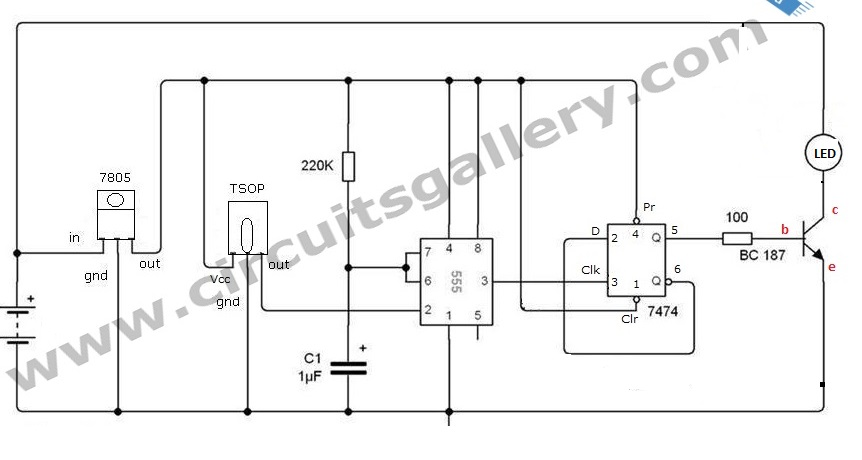 www.circuitsgallery.com
7805
in
gnd
out
+
TSOP
Vcc
gnd
out
220K
C1
1µF
+
7
6
2
4
8
555
3
1
5
Pr
D
2
4
Q
5
Clk
3
1
Q
6
Clr
7474
100
b
c
e
BC 187
LED